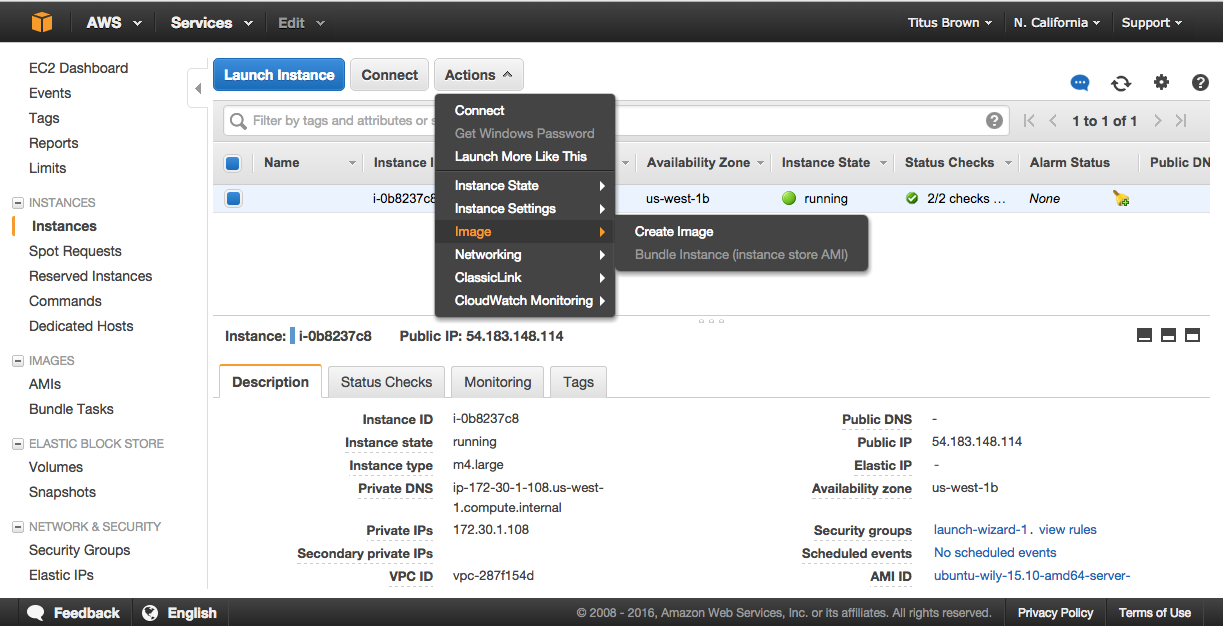 AWS Services Edit Titus Brown N. California Support
EC2 Dashboard
Events
Tags
Reports
Limits
INSTANCES
Instances
Spot Requests
Reserved Instances
Commands
Dedicated Hosts
IMAGES
AMIs
Bundle Tasks
ELASTIC BLOCK STORE
Volumes
Snapshots
NETWORK & SECURITY
Security Groups
Elastic IPs
Launch Instance Connect Actions
Connect
Get Windows Password
Launch More Like This
Instance State
Instance Settings
Image
Networking
ClassicLink
CloudWatch Monitoring
Create Image
Bundle Instance (instance store AMI)
Filter by tags and attributes or s 1 to 1 of 1
Name Instance I Availability Zone Instance State Status Checks Alarm Status Public DN
i-0b8237c8 us-west-1b running 2/2 checks ... None
Instance: i-0b8237c8 Public IP: 54.183.148.114
Description Status Checks Monitoring Tags
Instance ID i-0b8237c8
Instance state running
Instance type m4.large
Private DNS ip-172-30-1-108.us-west-
1.compute.internal
Private IPs 172.30.1.108
Secondary private IPs
VPC ID vpc-287f154d
Public DNS -
Public IP 54.183.148.114
Elastic IP -
Availability zone us-west-1b
Security groups launch-wizard-1. view rules
Scheduled events No scheduled events
AMI ID ubuntu-wily-15.10-amd64-server-
Feedback English © 2008 - 2016, Amazon Web Services, Inc. or its affiliates. All rights reserved. Privacy Policy Terms of Use